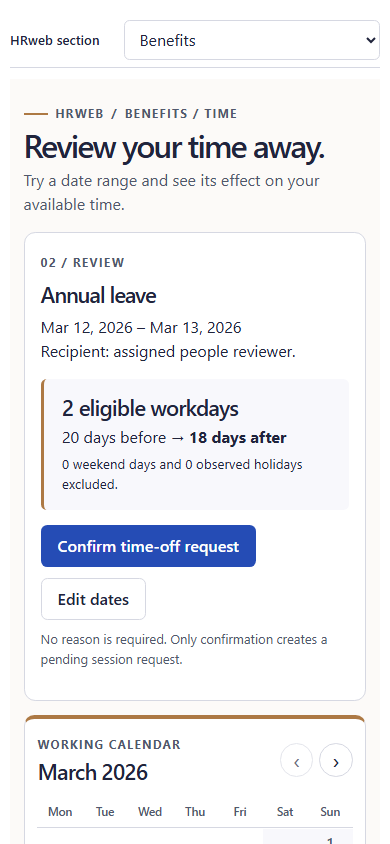 HRweb section
Benefits
HRWEB / BENEFITS / TIME
Review your time away.
Try a date range and see its effect on your
available time.
02 / REVIEW
Annual leave
Mar 12, 2026 – Mar 13, 2026
Recipient: assigned people reviewer.
2 eligible workdays
20 days before → 18 days after
0 weekend days and 0 observed holidays
excluded.
Confirm time-off request
Edit dates
No reason is required. Only confirmation creates a
pending session request.
WORKING CALENDAR
March 2026
‹ ›
Mon Tue Wed Thu Fri Sat Sun
1